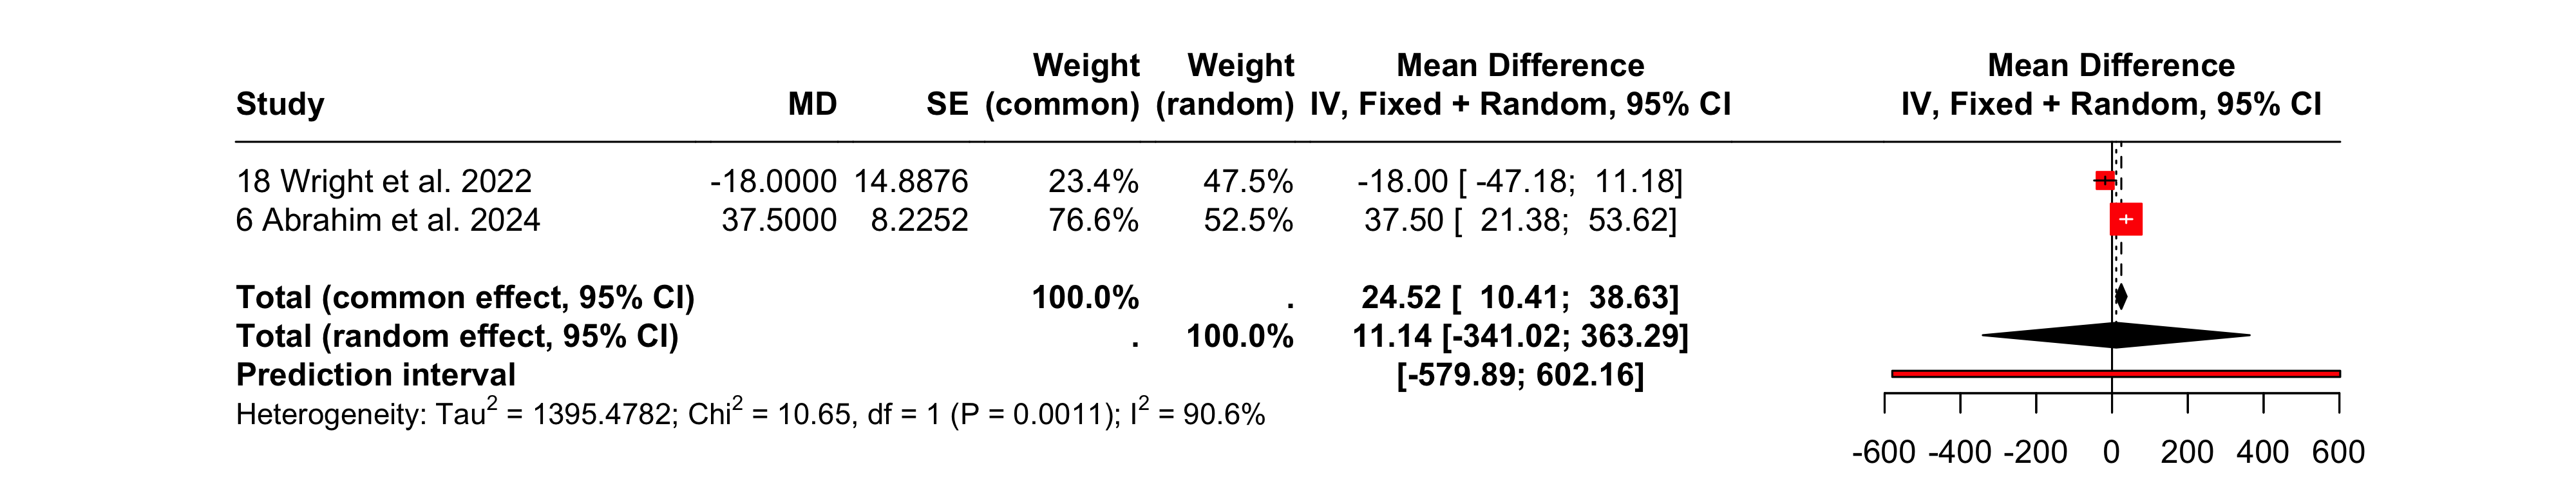 Weight Weight Mean Difference Mean Difference
Study MD SE (common) (random) IV, Fixed + Random, 95% CI IV, Fixed + Random, 95% CI
18 Wright et al. 2022 -18.0000 14.8876 23.4% 47.5% -18.00 [ -47.18; 11.18]
6 Abrahim et al. 2024 37.5000 8.2252 76.6% 52.5% 37.50 [ 21.38; 53.62]
Total (common effect, 95% CI) 100.0% . 24.52 [ 10.41; 38.63]
Total (random effect, 95% CI) . 100.0% 11.14 [-341.02; 363.29]
Prediction interval [-579.89; 602.16]
Heterogeneity: Tau² = 1395.4782; Chi² = 10.65, df = 1 (P = 0.0011); I² = 90.6%
-600 -400 -200 0 200 400 600